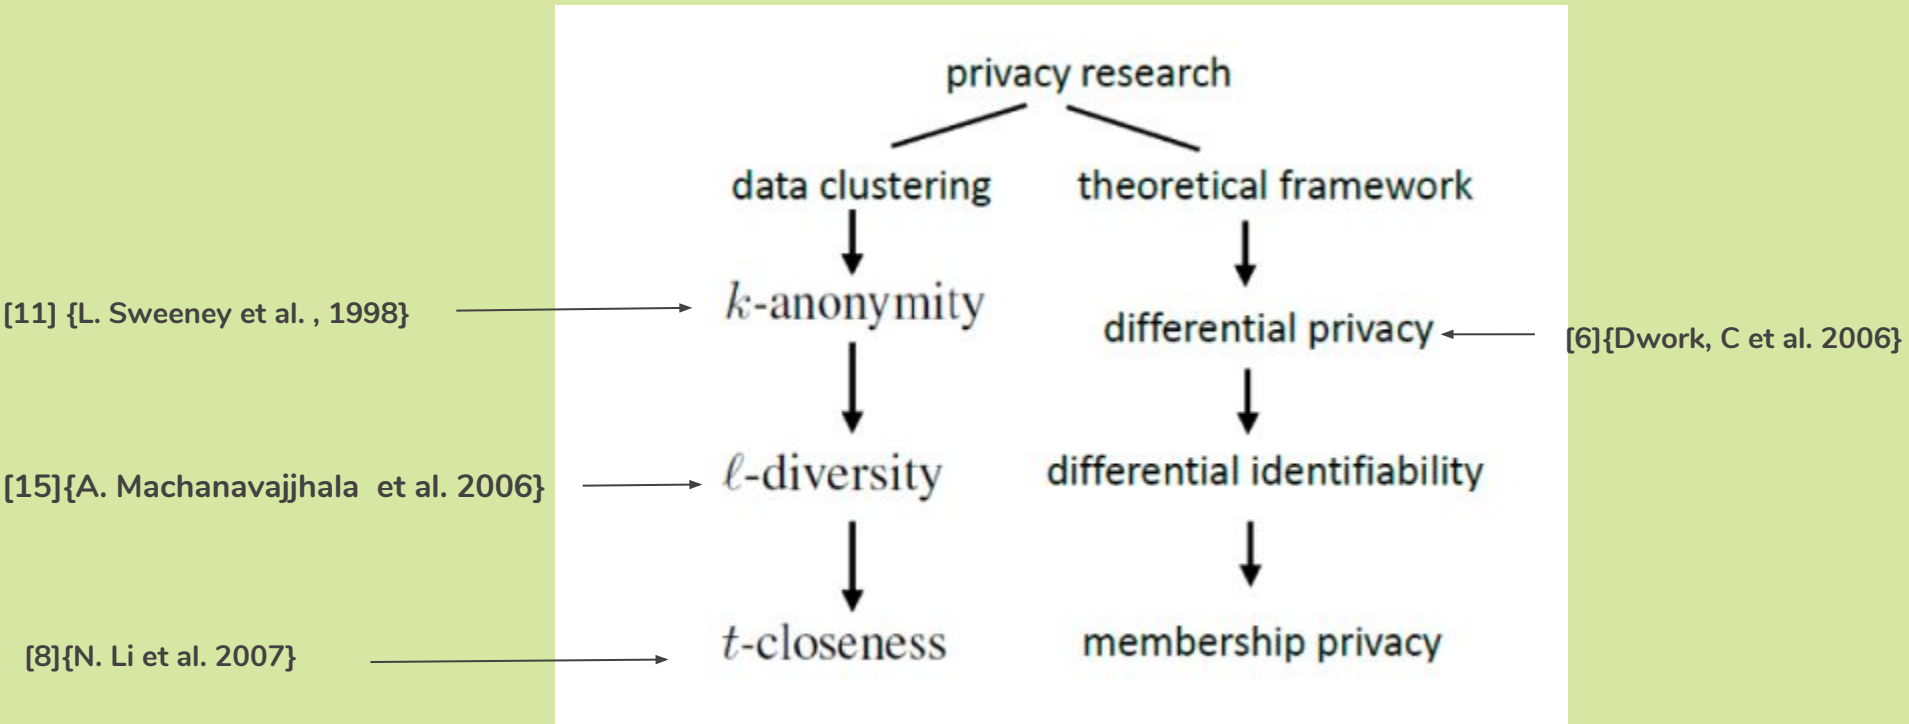 privacy research
data clustering
theoretical framework
[11] {L. Sweeney et al. , 1998}
k-anonymity
differential privacy
[6]{Dwork, C et al. 2006}
[15]{A. Machanavajjhala et al. 2006}
ℓ-diversity
differential identifiability
[8]{N. Li et al. 2007}
t-closeness
membership privacy